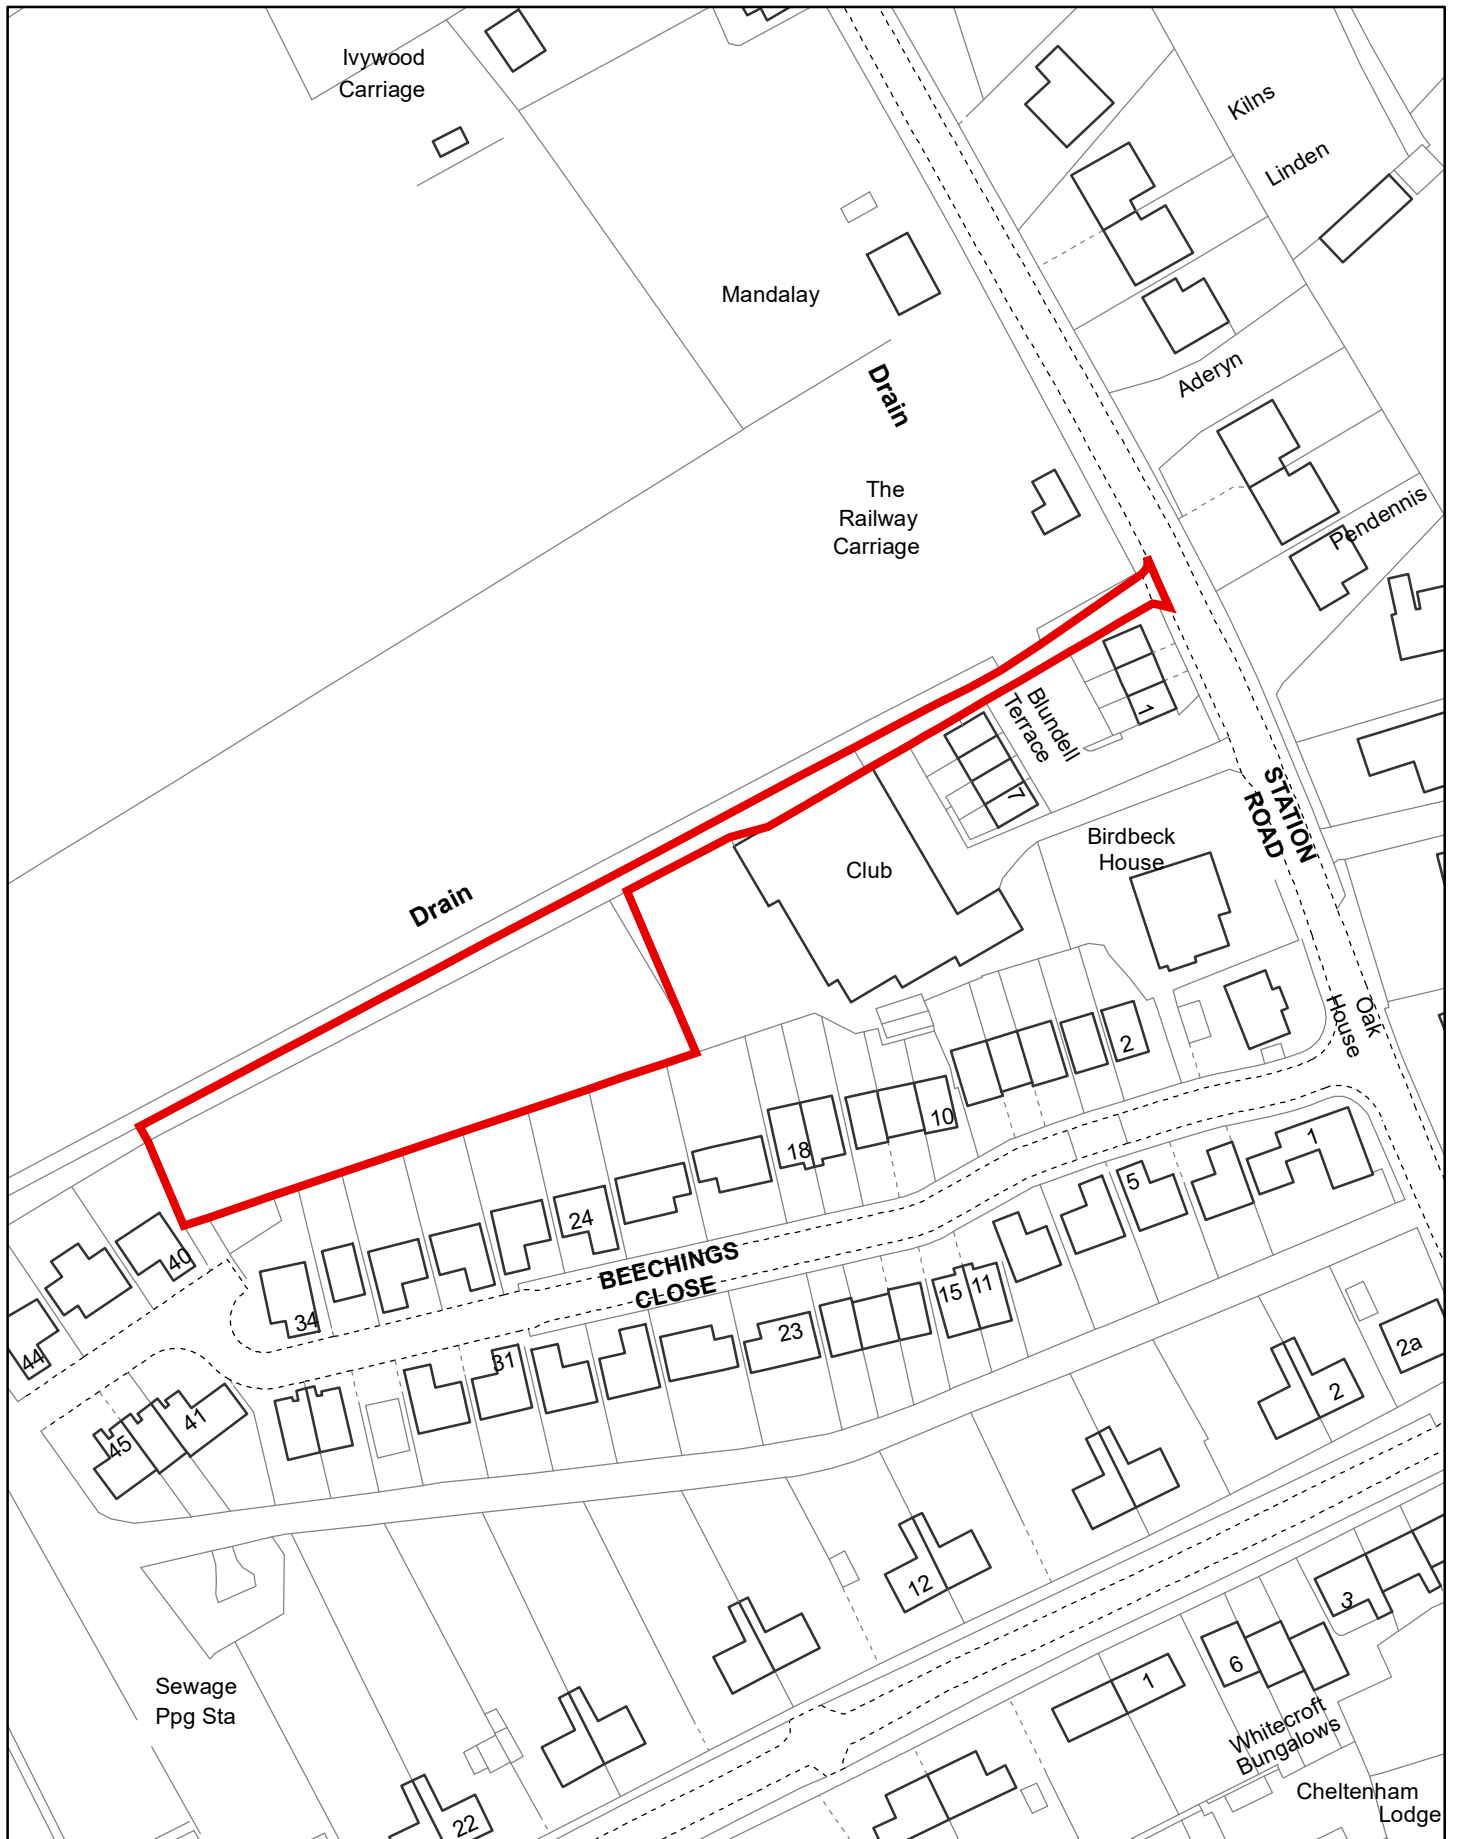 Ivywood
Carriage
Kilns
Linden
Mandalay
Aderyn
Drain
The
Railway
Carriage
Pendennis
Blundell
Terrace
1
7
STATION
ROAD
Birdbeck
House
Club
Drain
Oak
House
2
10
18
24
1
5
40
34
44
BEECHINGS
CLOSE
15
11
23
31
41
45
2a
2
12
3
6
1
Sewage
Ppg Sta
Whitecroft
Bungalows
Cheltenham
Lodge
22